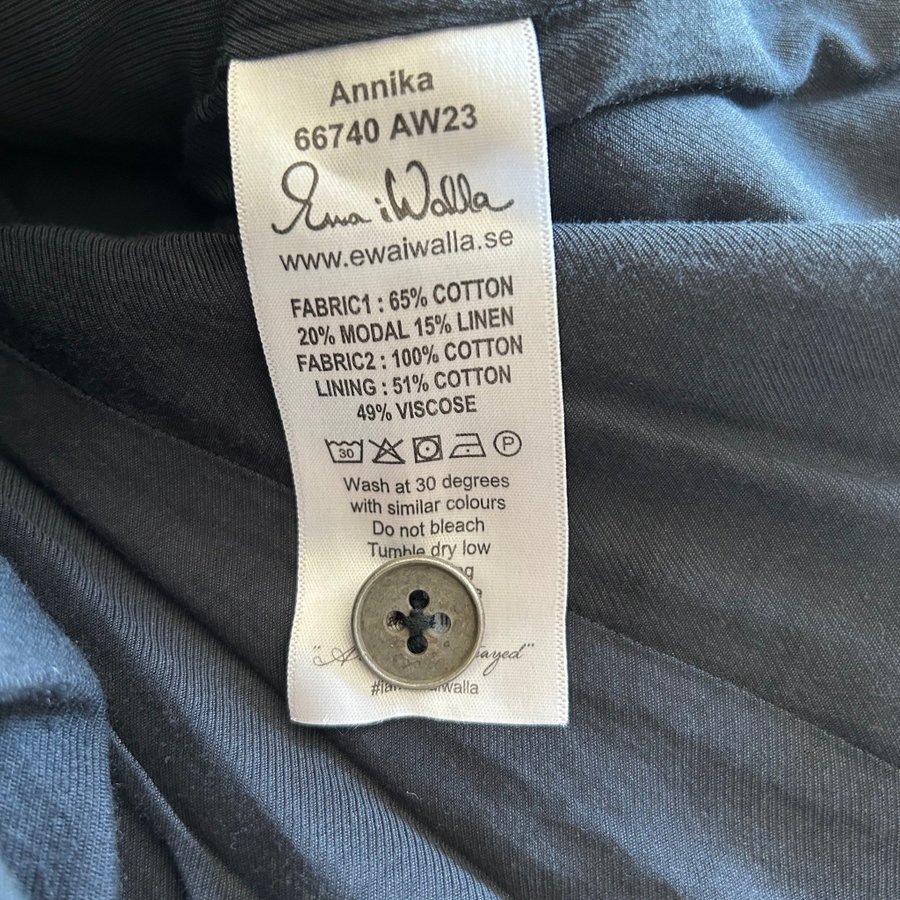 Annika
66740 AW23
Ewa i Walla
www.ewaiwalla.se
FABRIC1 : 65% COTTON
20% MODAL 15% LINEN
FABRIC2 : 100% COTTON
LINING : 51% COTTON
49% VISCOSE
30 P
Wash at 30 degrees
with similar colours
Do not bleach
Tumble dry low